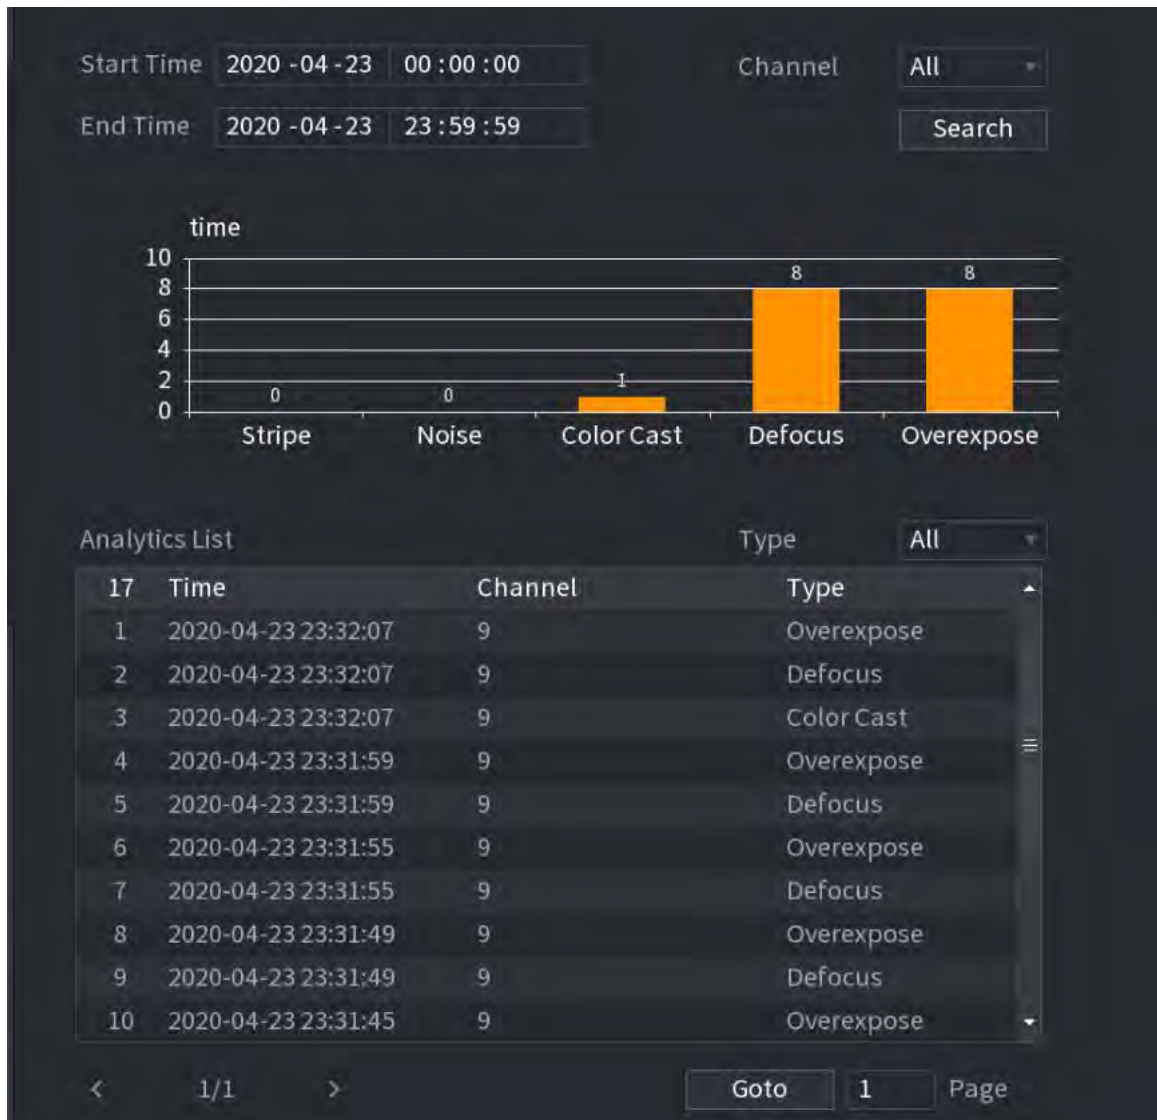 Start Time 2020 -04 -23 00 : 00 : 00 Channel All
End Time 2020 -04 -23 23 : 59 : 59 Search
time
10
8
6
4
2
0
0 0 1 8 8
Stripe Noise Color Cast Defocus Overexpose
Analytics List Type All
17 Time Channel Type
1 2020-04-23 23:32:07 9 Overexpose
2 2020-04-23 23:32:07 9 Defocus
3 2020-04-23 23:32:07 9 Color Cast
4 2020-04-23 23:31:59 9 Overexpose
5 2020-04-23 23:31:59 9 Defocus
6 2020-04-23 23:31:55 9 Overexpose
7 2020-04-23 23:31:55 9 Defocus
8 2020-04-23 23:31:49 9 Overexpose
9 2020-04-23 23:31:49 9 Defocus
10 2020-04-23 23:31:45 9 Overexpose
< 1/1 > Goto 1 Page